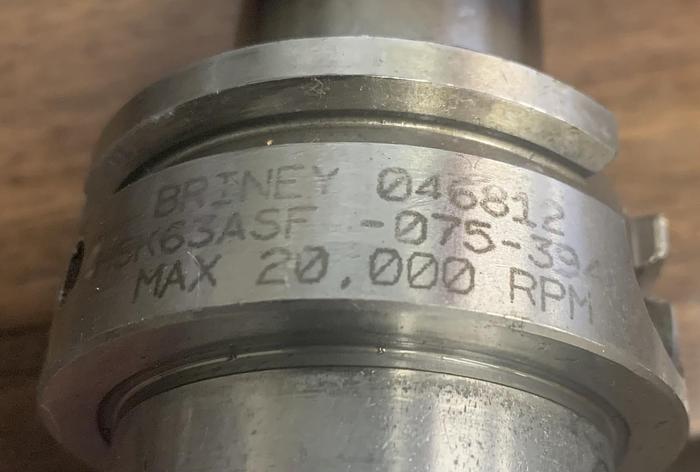 BRINEY 046812
HSK63ASF -075-394
MAX 20.000 RPM